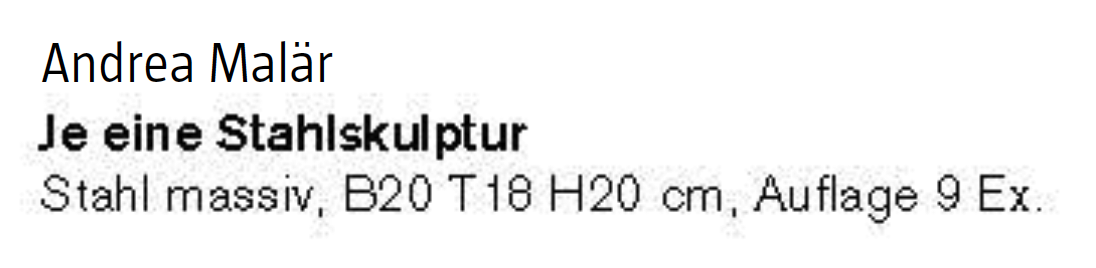 Andrea Malär
Je eine Stahlskulptur
Stahl massiv, B20 T18 H20 cm, Auflage 9 Ex.